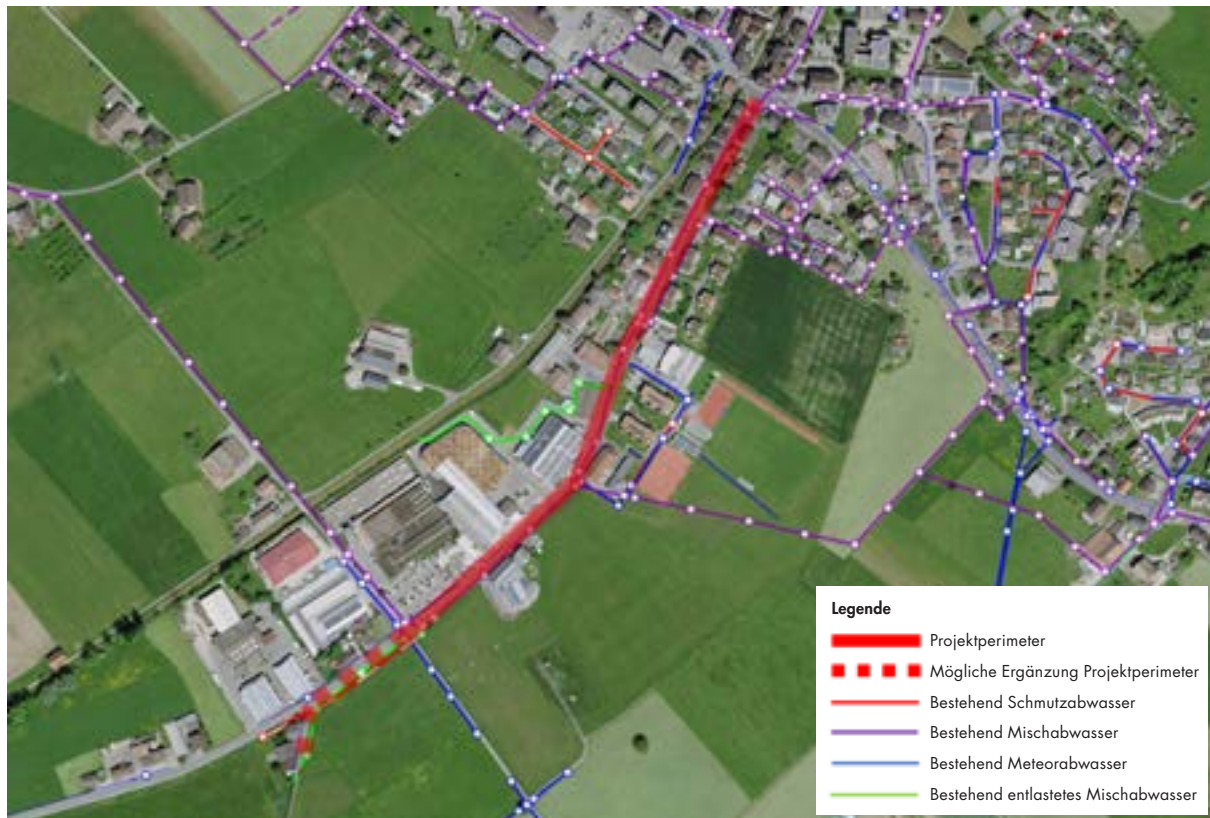 Legende
Projektperimeter
Mögliche Ergänzung Projektperimeter
Bestehend Schmutzabwasser
Bestehend Mischabwasser
Bestehend Meteorabwasser
Bestehend entlastetes Mischabwasser